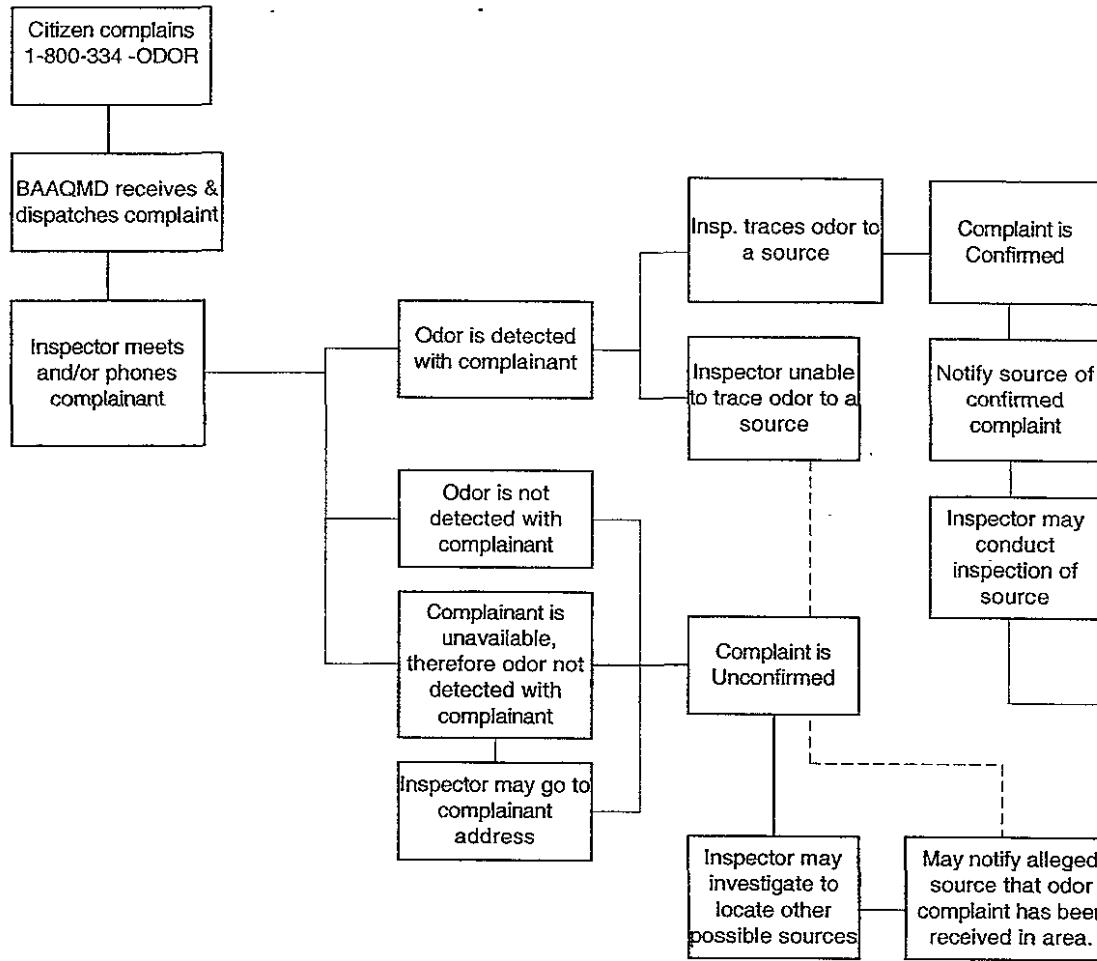 Citizen complains
1-800-334 -ODOR
BAAQMD receives &
dispatches complaint
Inspector meets
and/or phones
complainant
Odor is detected
with complainant
Insp. traces odor to
a source
Complaint is
Confirmed
Inspector unable
to trace odor to a
source
Notify source of
confirmed
complaint
Odor is not
detected with
complainant
Inspector may
conduct
inspection of
source
Complainant is
unavailable,
therefore odor not
detected with
complainant
Complaint is
Unconfirmed
Inspector may go to
complainant
address
Inspector may
investigate to
locate other
possible sources
May notify alleged
source that odor
complaint has been
received in area.